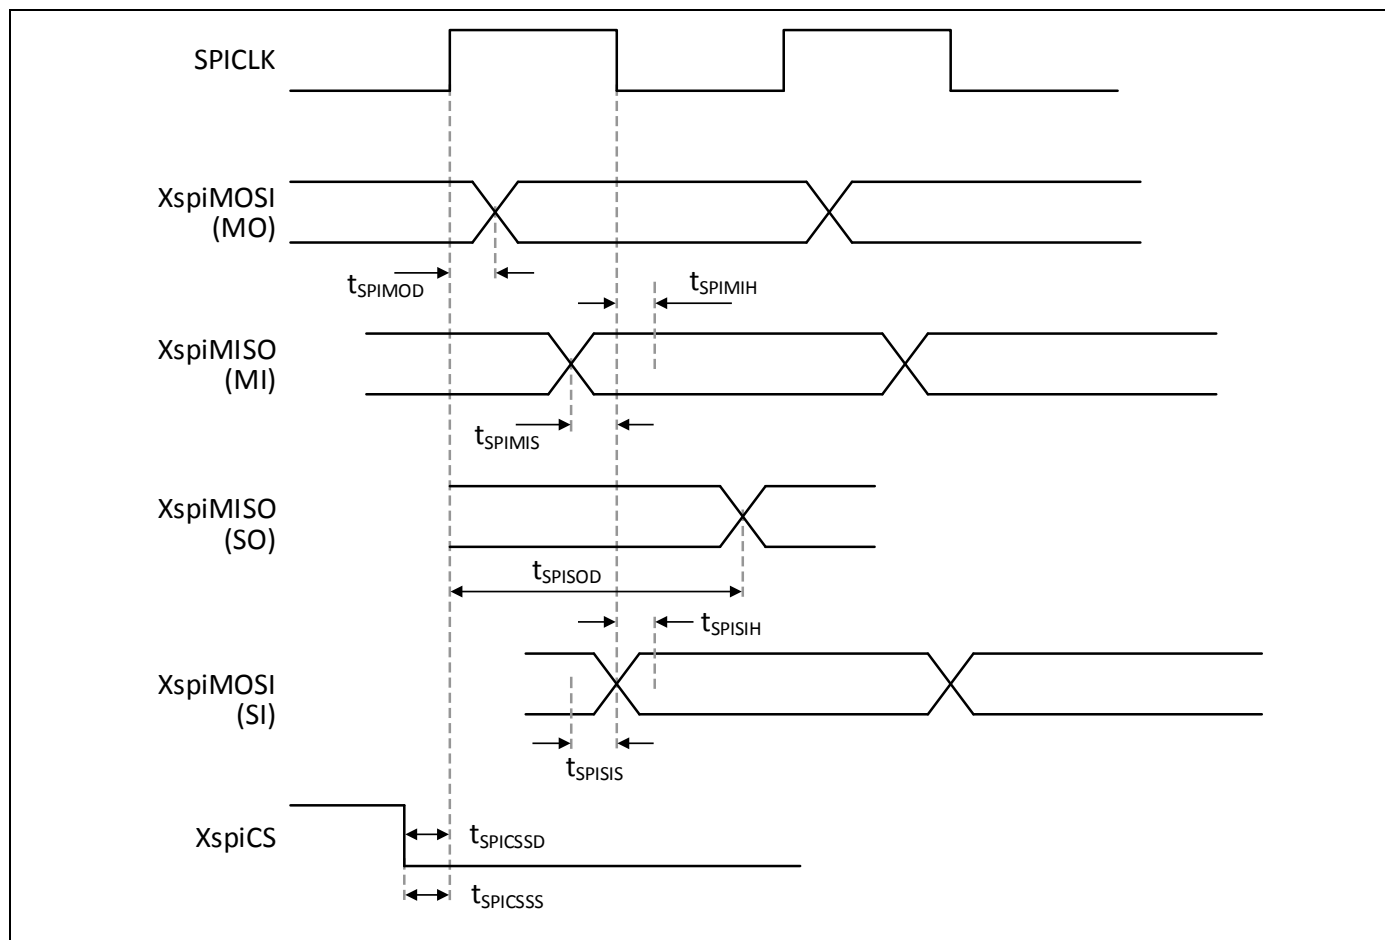 SPICLK
XspiMOSI
(MO)
tSPIMOD
tSPIMIH
XspiMISO
(MI)
tSPIMIS
XspiMISO
(SO)
tSPISOD
tSPISIH
XspiMOSI
(SI)
tSPISIS
XspiCS
tSPICSSD
tSPICSSS